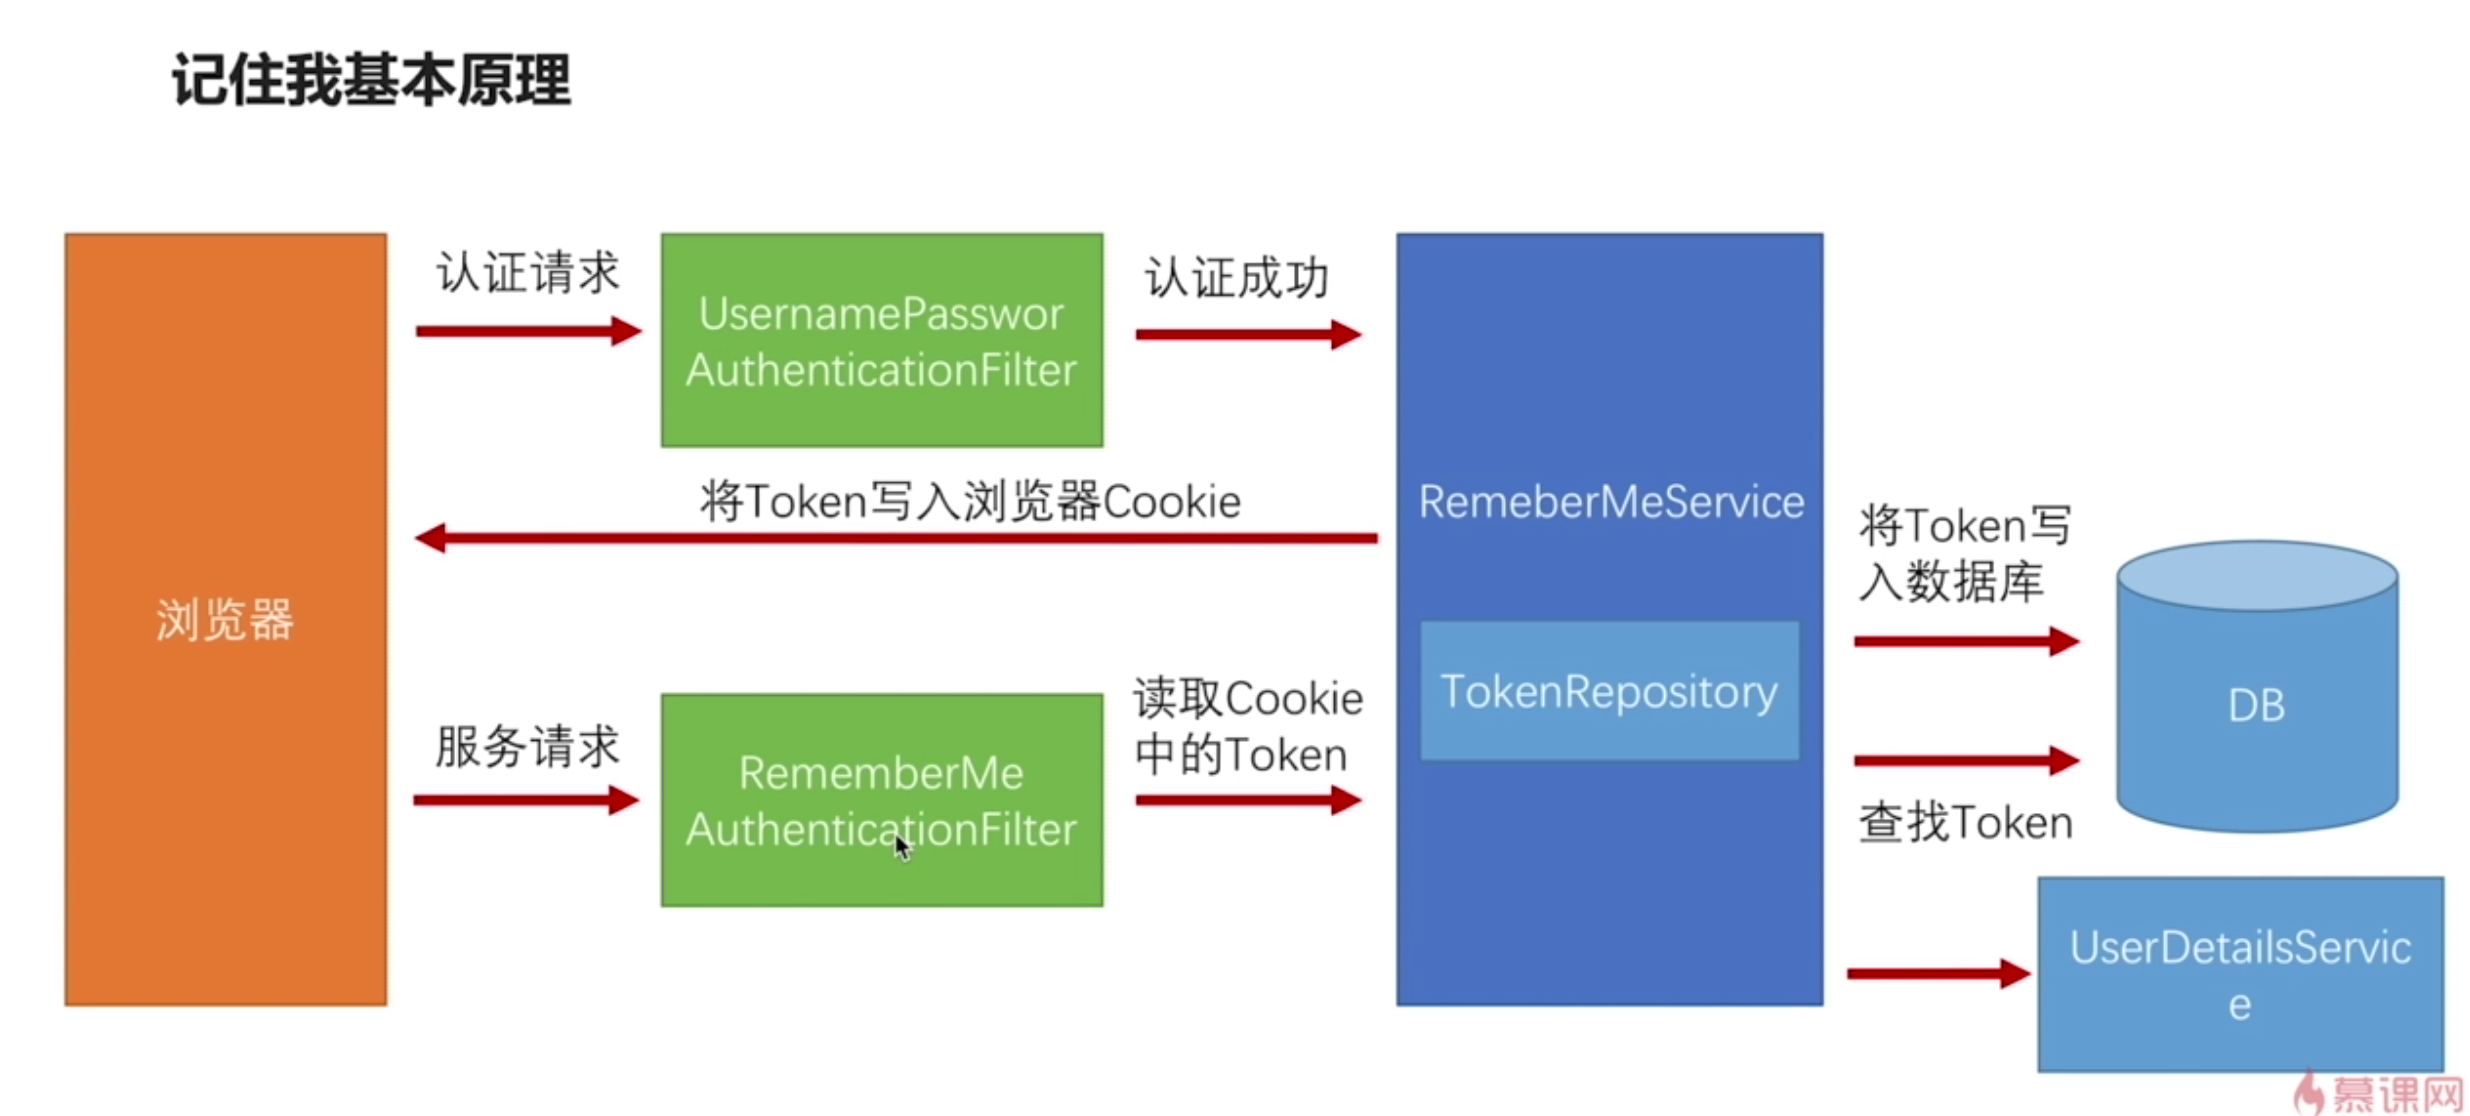 记住我基本原理
认证请求
UsernamePasswor
AuthenticationFilter
认证成功
将Token写入浏览器Cookie
浏览器
服务请求
RememberMe
AuthenticationFilter
读取Cookie
中的Token
RemeberMeService
TokenRepository
将Token写
入数据库
DB
查找Token
UserDetailsServic
e
慕课网